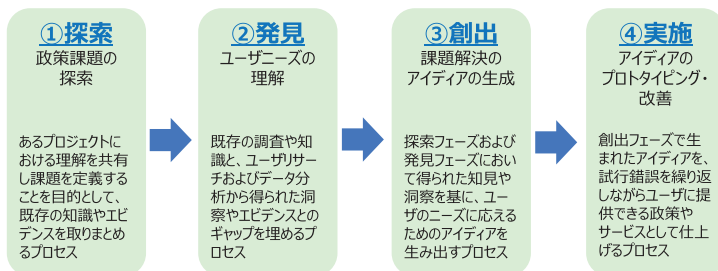 ①探索
政策課題の
探索
あるプロジェクトに
おける理解を共有
し課題を定義する
ことを目的として、
既存の知識やエビ
デンスを取りまとめ
るプロセス
②発見
ユーザニーズの
理解
既存の調査や知
識と、ユーザリサー
チおよびデータ分
析から得られた洞
察やエビデンスとの
ギャップを埋めるプ
ロセス
③創出
課題解決の
アイディアの生成
探索フェーズおよび
発見フェーズにおい
て得られた知見や
洞察を基に、ユー
ザのニーズに応える
ためのアイディアを
生み出すプロセス
④実施
アイディアの
プロトタイピング・
改善
創出フェーズで生
まれたアイディアを、
試行錯誤を繰り返
しながらユーザに提
供できる政策や
サービスとして仕上
げるプロセス